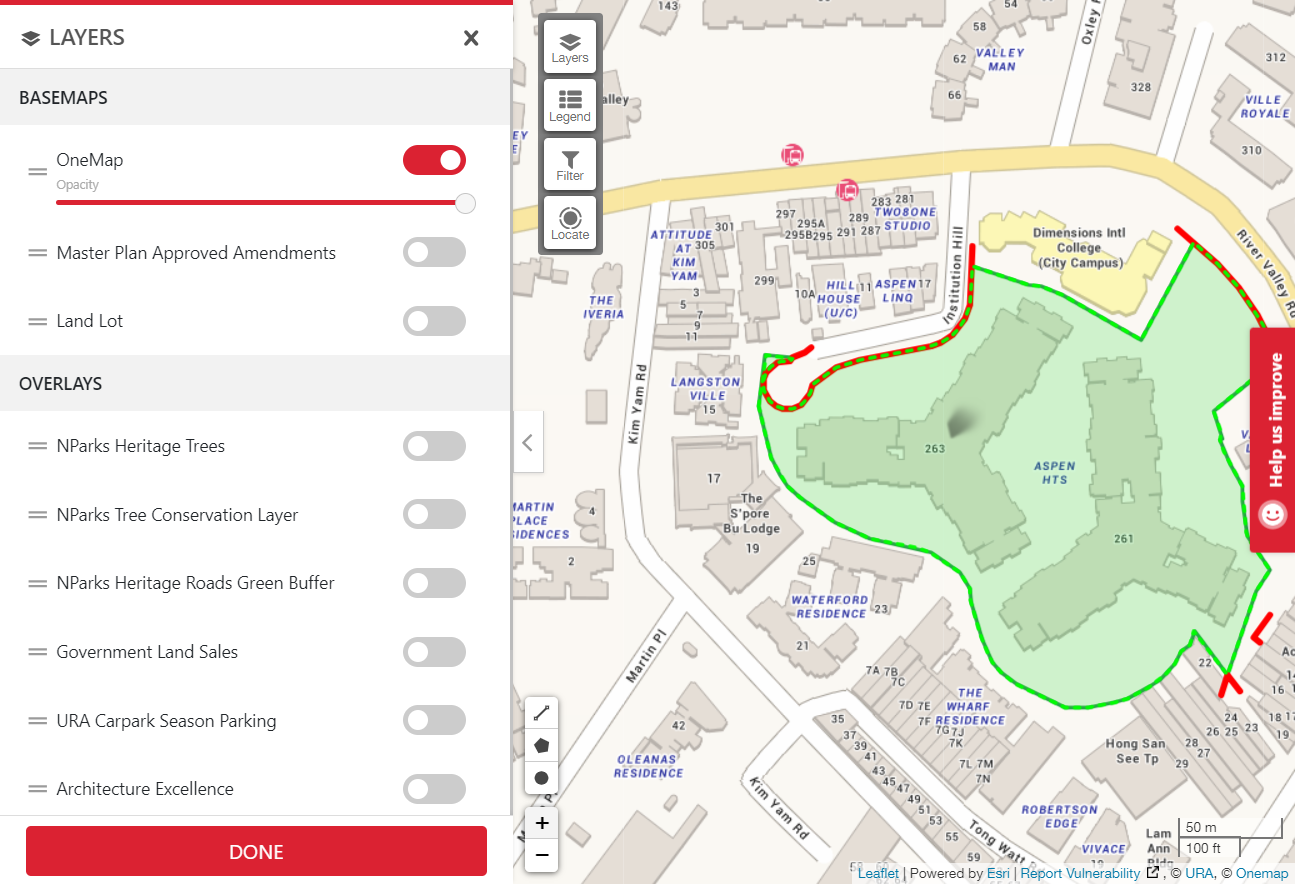 LAYERS
BASEMAPS
OneMap
Opacity
Master Plan Approved Amendments
Land Lot
OVERLAYS
NParks Heritage Trees
NParks Tree Conservation Layer
NParks Heritage Roads Green Buffer
Government Land Sales
URA Carpark Season Parking
Architecture Excellence
DONE
Layers
Legend
Filter
Locate
143
alley
EY
58
54
VALLEY
MAN
62
66
Oxley
328
312
VILLE
ROYALE
310
ATTITUDE
AT
KIM
YAM
301
305
297
295A
295B
295
291
289
287
283
281
TWO8ONE
STUDIO
Institution Hill
Dimensions Intl
College
(City Campus)
River Valley Rd
THE
IVERIA
299
3
5
7
9
11
10A
HILL
HOUSE
(U/C)
11
ASPEN
LINQ
17
Kim Yam Rd
LANGSTON
VILLE
15
17
The
S'pore
Bu Lodge
19
263
ASPEN
HTS
261
Help us improve
MARTIN
PLACE
SIDENCES
4
2
25
WATERFORD
RESIDENCE
23
21
Martin Pl
42
OLEANAS
RESIDENCE
7A
7B
7C
7D
7E
7F
7G
7J
7K
7L
7M
7N
THE
WHARF
RESIDENCE
35
37
39
41
43
45
47
49
51
53
55
59
Kim Yam Rd
Tong Watt
22
24
26
25
23
28
27
29
16
18
17
19
Hong San
See Tp
ROBERTSON
EDGE
VIVACE
Lam
Ann
Bldg
+
−
50 m
100 ft
Leaflet | Powered by Esri | Report Vulnerability , © URA, © Onemap